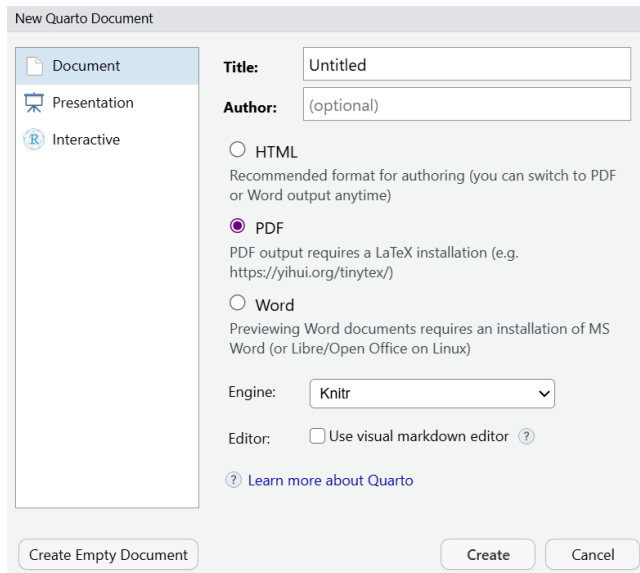 New Quarto Document
Document
Presentation
R Interactive
Title: Untitled
Author: (optional)
HTML
Recommended format for authoring (you can switch to PDF
or Word output anytime)
PDF
PDF output requires a LaTeX installation (e.g.
https://yihui.org/tinytex/)
Word
Previewing Word documents requires an installation of MS
Word (or Libre/Open Office on Linux)
Engine: Knitr
Editor: Use visual markdown editor ?
? Learn more about Quarto
Create Empty Document Create Cancel